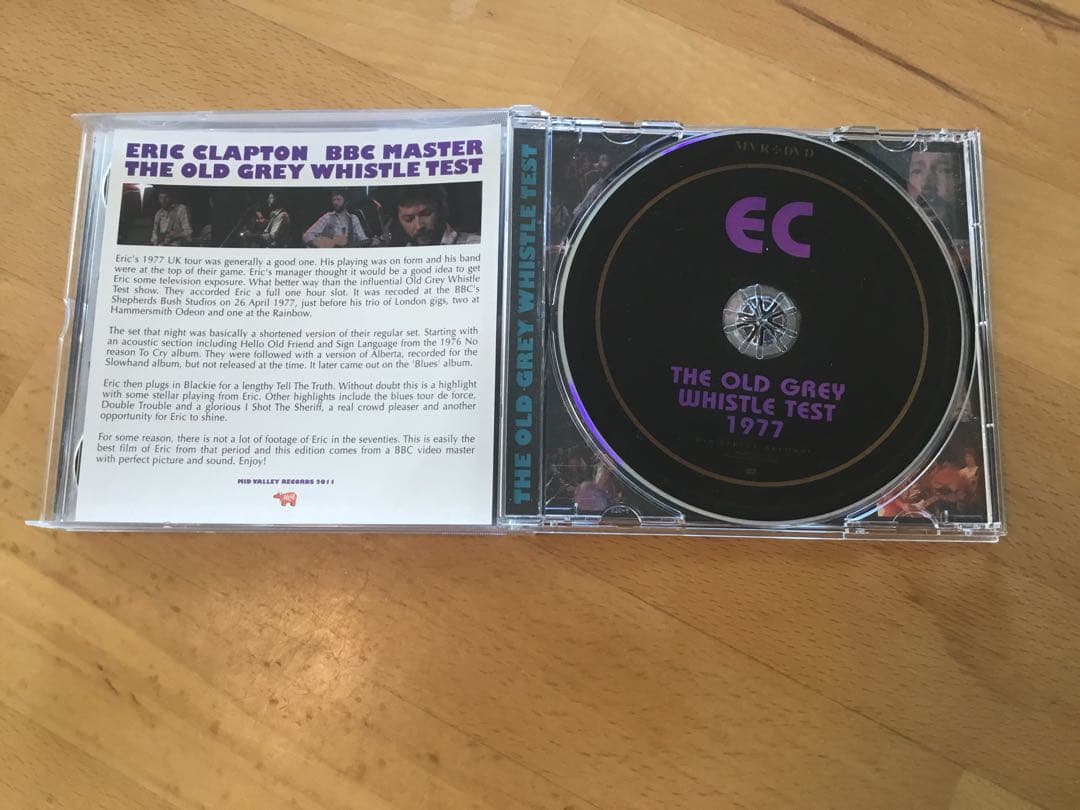 ERIC CLAPTON BBC MASTER
THE OLD GREY WHISTLE TEST
Eric's 1977 UK tour was generally a good one. His playing was on form and his band
were at the top of their game. Eric's manager thought it would be a good idea to get
Eric some television exposure. What better way than the influential Old Grey Whistle
Test show. They accorded Eric a full one hour slot. It was recoded at the BBC's
Shepherds Bush Studios on 26 April 1977, just before his trio of London gigs, two at
Hammersmith Odeon and one at the Rainbow.
The set that night was basically a shortened version of their regular set. Starting with
an acoustic section including Hello Old Friend and Sign Language from the 1976 No
reason To Cry album. They were followed with a version of Alberta, recorded for the
Slowhand album, but not released at the time. It later came out on the 'Blues' album.
Eric then plugs in Blackie for a lengthy Tell The Truth. Without doubt this is a highlight
with some stellar playing from Eric. Other highlights include the blues tour de force,
Double Trouble and a glorious I Shot The Sheriff, a real crowd pleaser and another
opportunity for Eric to shine.
For some reason, there is not a lot of footage of Eric in the seventies. This is easily the
best film of Eric from that period and this edition comes from a BBC video master
with perfect picture and sound. Enjoy!
MID VALLEY RECORDS 2011
THE OLD GREY WHISTLE TEST
MVR DVD
EC
THE OLD GREY
WHISTLE TEST
1977